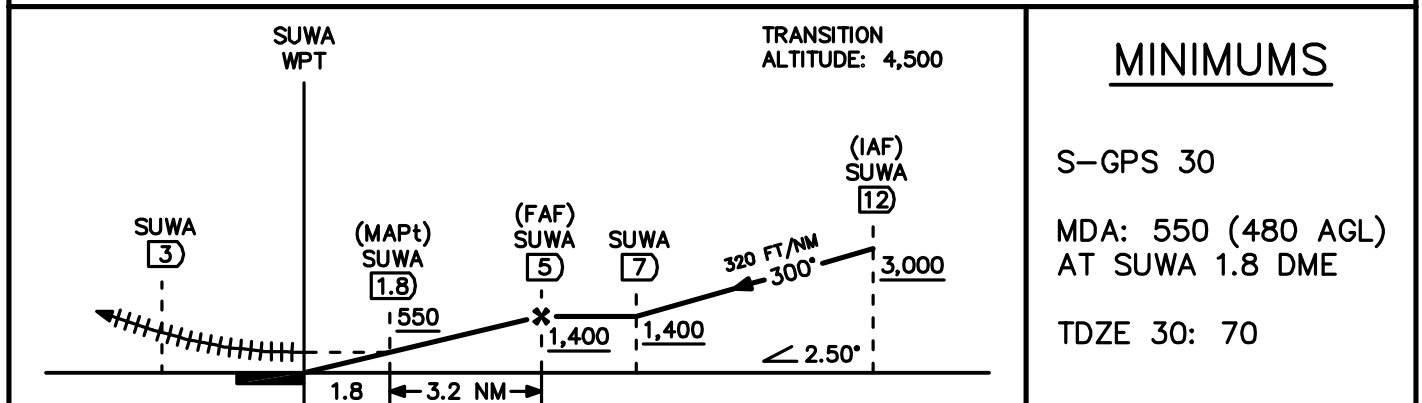 SUWA
WPT
TRANSITION
ALTITUDE: 4,500
(IAF)
SUWA
12
SUWA
3
(MAPt)
SUWA
1.8
(FAF)
SUWA
5
SUWA
7
320 FT/NM
300°
3,000
550
1,400
1,400
2.50°
1.8
3.2 NM
MINIMUMS
S-GPS 30
MDA: 550 (480 AGL)
AT SUWA 1.8 DME
TDZE 30: 70